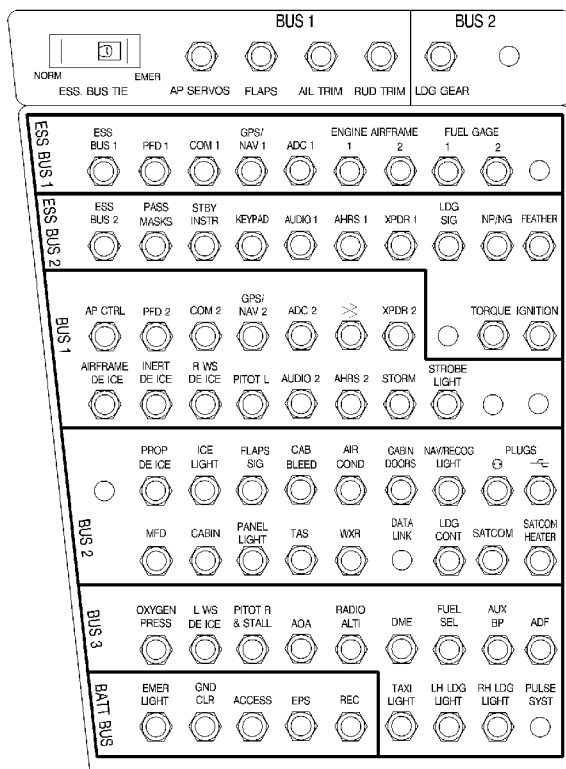 BUS 1
BUS 2
NORM
EMER
ESS. BUS TIE
AP SERVOS
FLAPS
AIL TRIM
RUD TRIM
LDG GEAR
ESS BUS 1
ESS
BUS 1
PFD 1
COM 1
GPS/
NAV 1
ADC 1
ENGINE AIRFRAME
1
2
FUEL GAGE
1
2
ESS BUS 2
ESS
BUS 2
PASS
MASKS
STBY
INSTR
KEYPAD
AUDIO 1
AHRS 1
XPDR 1
LDG
SIG
NP/NG
FEATHER
BUS 1
AP CTRL
PFD 2
COM 2
GPS/
NAV 2
ADC 2
XPDR 2
TORQUE
IGNITION
AIRFRAME
DE ICE
INERT
DE ICE
R WS
DE ICE
PITOT L
AUDIO 2
AHRS 2
STORM
STROBE
LIGHT
BUS 2
PROP
DE ICE
ICE
LIGHT
FLAPS
SIG
CAB
BLEED
AIR
COND
CABIN
DOORS
NAV/RECOG
LIGHT
PLUGS
MFD
CABIN
PANEL
LIGHT
TAS
WXR
DATA
LINK
LDG
CONT
SATCOM
SATCOM
HEATER
BUS 3
OXYGEN
PRESS
L WS
DE ICE
PITOT R
& STALL
AOA
RADIO
ALTI
DME
FUEL
SEL
AUX
BP
ADF
BATT BUS
EMER
LIGHT
GND
CLR
ACCESS
EPS
REC
TAXI
LIGHT
LH LDG
LIGHT
RH LDG
LIGHT
PULSE
SYST